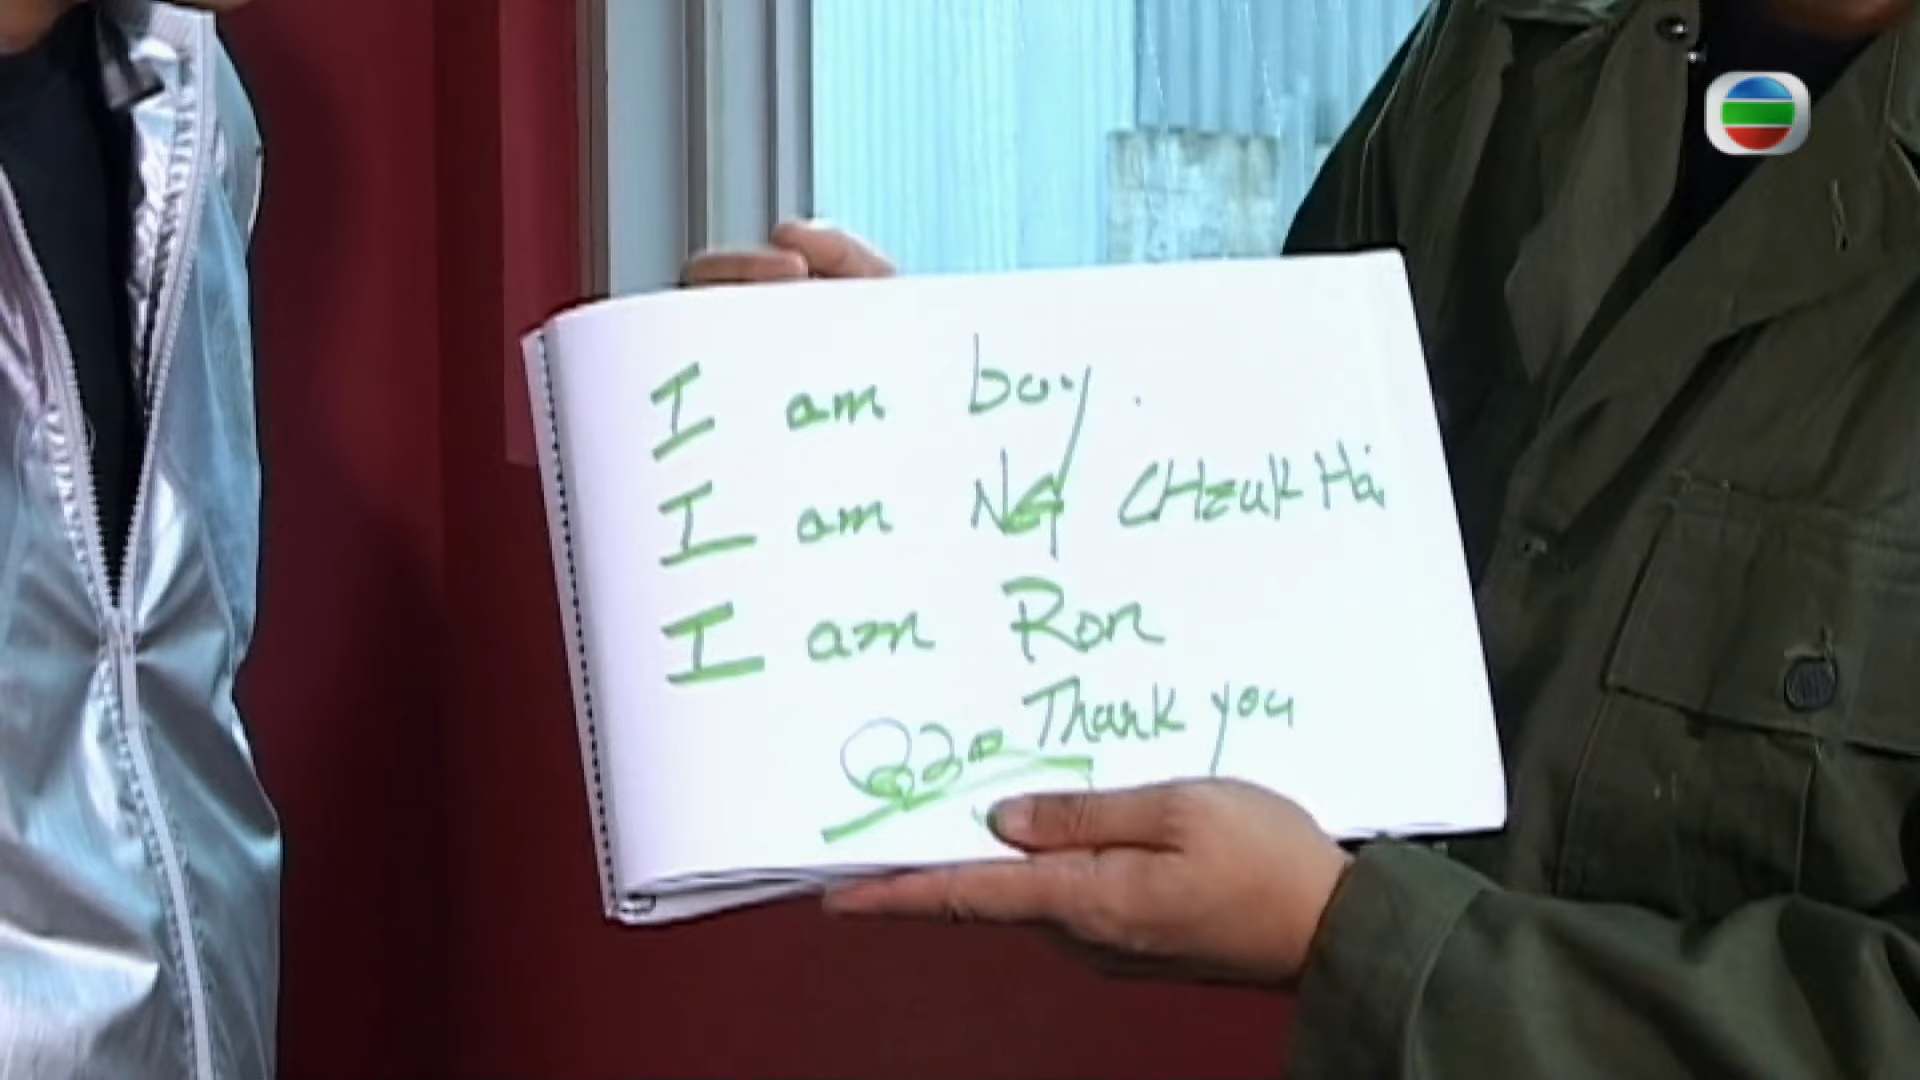 I am boy.
I am NG CHEUK Hai
I am Ron
Thank you